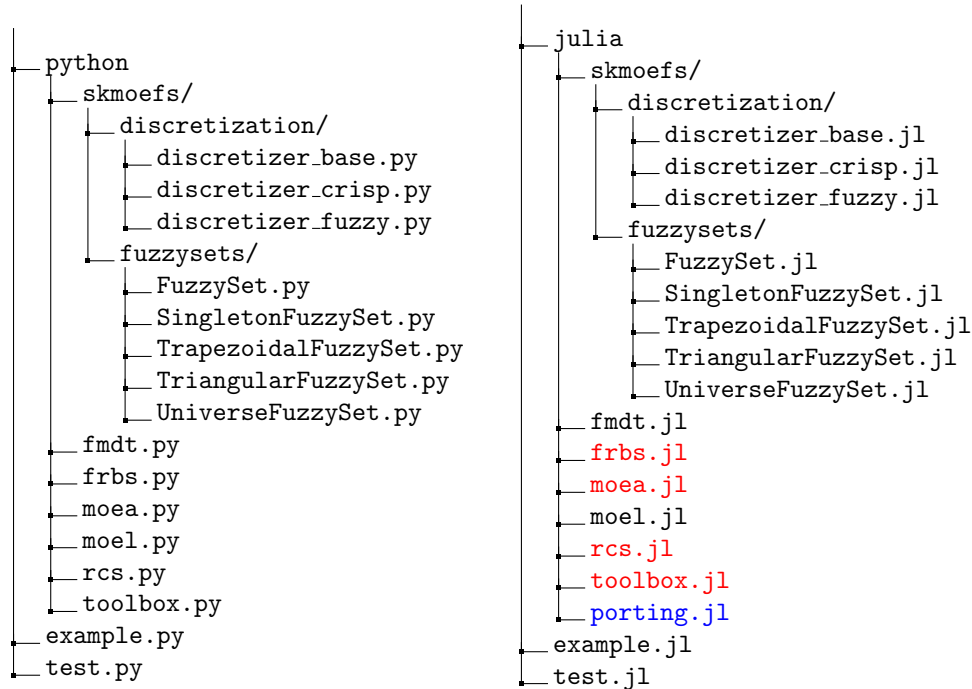 python
skmoefs/
discretization/
discretizer_base.py
discretizer_crisp.py
discretizer_fuzzy.py
fuzzysets/
FuzzySet.py
SingletonFuzzySet.py
TrapezoidalFuzzySet.py
TriangularFuzzySet.py
UniverseFuzzySet.py
fmdt.py
frbs.py
moea.py
moel.py
rcs.py
toolbox.py
example.py
test.py
julia
skmoefs/
discretization/
discretizer_base.jl
discretizer_crisp.jl
discretizer_fuzzy.jl
fuzzysets/
FuzzySet.jl
SingletonFuzzySet.jl
TrapezoidalFuzzySet.jl
TriangularFuzzySet.jl
UniverseFuzzySet.jl
fmdt.jl
frbs.jl
moea.jl
moel.jl
rcs.jl
toolbox.jl
porting.jl
example.jl
test.jl